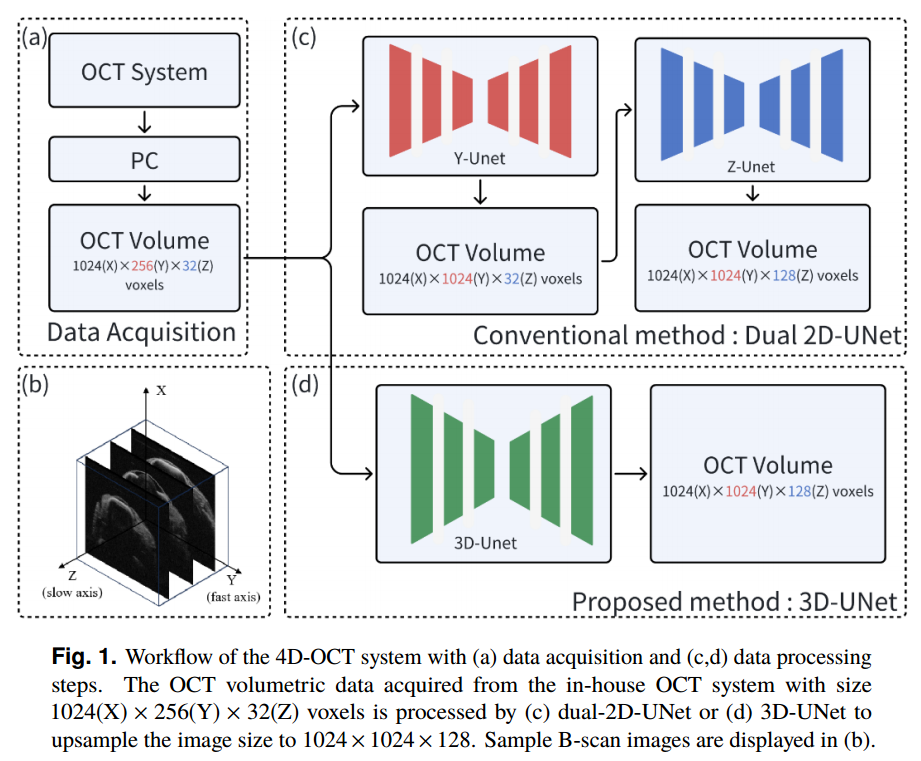 (a)
OCT System
PC
OCT Volume
1024(X)×256(Y)×32(Z)
voxels
Data Acquisition
(c)
Y-Unet
OCT Volume
1024(X)×1024(Y)×32(Z) voxels
Z-Unet
OCT Volume
1024(X)×1024(Y)×128(Z) voxels
Conventional method : Dual 2D-UNet
(b)
X
Z
(slow axis)
Y
(fast axis)
(d)
3D-Unet
OCT Volume
1024(X)×1024(Y)×128(Z) voxels
Proposed method : 3D-UNet
Fig. 1. Workflow of the 4D-OCT system with (a) data acquisition and (c,d) data processing
steps. The OCT volumetric data acquired from the in-house OCT system with size
1024(X) × 256(Y) × 32(Z) voxels is processed by (c) dual-2D-UNet or (d) 3D-UNet to
upsample the image size to 1024 × 1024 × 128. Sample B-scan images are displayed in (b).